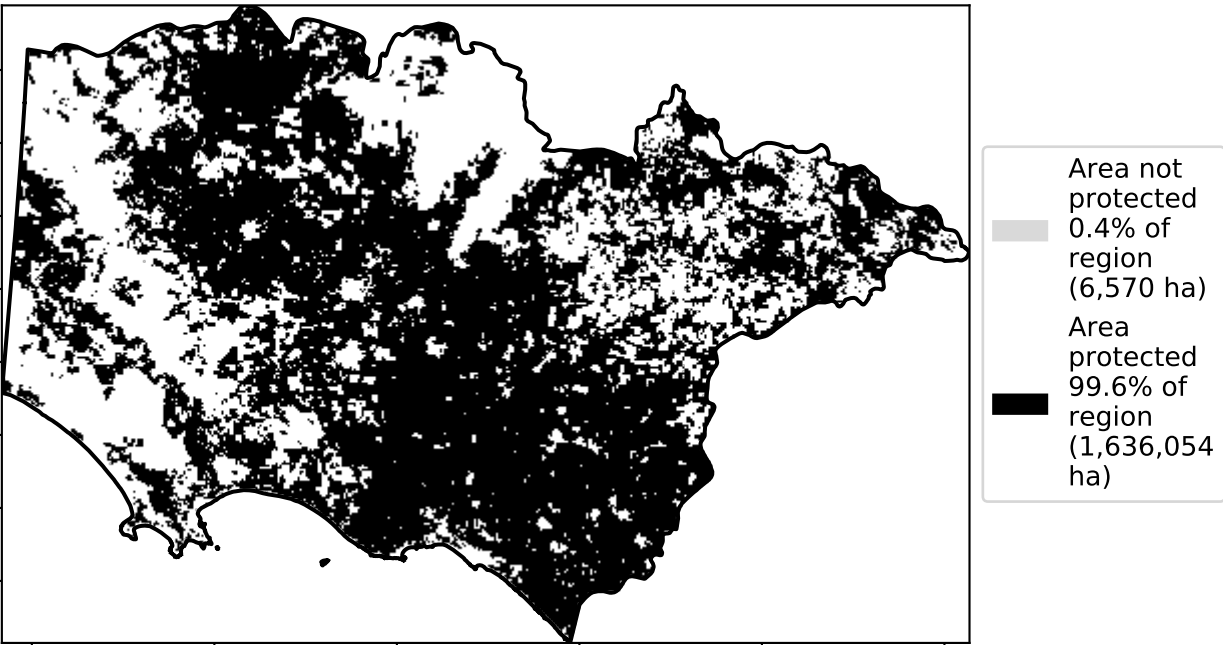 Area not
protected
0.4% of
region
(6,570 ha)
Area
protected
99.6% of
region
(1,636,054
ha)